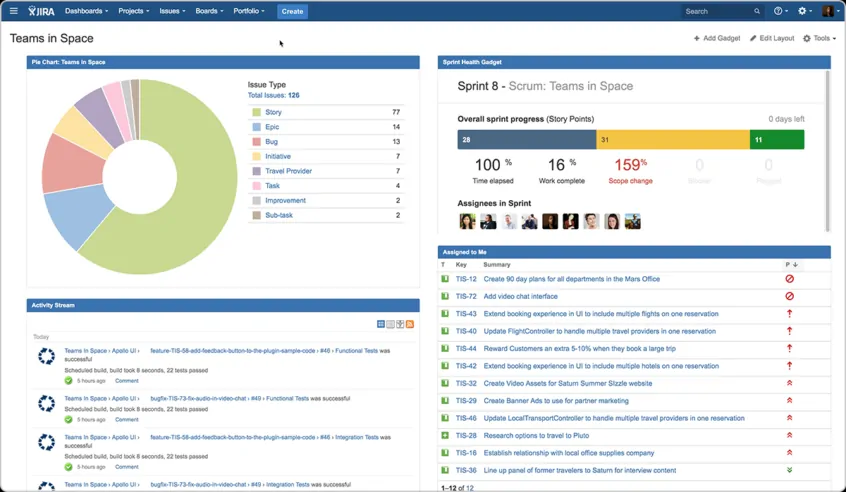 JIRA Dashboards Projects Issues Boards Portfolio Create Search
Teams in Space
Add Gadget Edit Layout Tools
Pie Chart: Teams in Space
Issue Type
Total Issues: 126
Story 77
Epic 14
Bug 13
Initiative 7
Travel Provider 7
Task 4
Improvement 2
Sub-task 2
Activity Stream
Today
Teams In Space › Apollo UI › feature-TIS-58-add-feedback-button-to-the-plugin-sample-code › #46 › Functional Tests was
successful
Scheduled build, build took 8 seconds, 22 tests passed
5 hours ago Comment
Teams In Space › Apollo UI › bugfix-TIS-73-fix-audio-in-video-chat › #49 › Functional Tests was successful
Scheduled build, build took 6 seconds, 22 tests passed
5 hours ago Comment
Teams In Space › Apollo UI › feature-TIS-58-add-feedback-button-to-the-plugin-sample-code › #46 › Integration Tests was
successful
Scheduled build, build took 6 seconds, 22 tests passed
5 hours ago Comment
Teams In Space › Apollo UI › bugfix-TIS-73-fix-audio-in-video-chat › #49 › Integration Tests was successful
Sprint Health Gadget
Sprint 8 - Scrum: Teams in Space
Overall sprint progress (Story Points) 0 days left
28 31 11
100 % 16 % 159% 0 0
Time elapsed Work complete Scope change Blocker Flagged
Assignees in Sprint
Assigned to Me
T Key Summary P
TIS-12 Create 90 day plans for all departments in the Mars Office
TIS-72 Add video chat interface
TIS-43 Extend booking experience in UI to include multiple flights on one reservation
TIS-40 Update FlightController to handle multiple travel providers in one reservation
TIS-44 Reward Customers an extra 5-10% when they book a large trip
TIS-42 Extend booking experience in UI to include multiple hotels on one reservation
TIS-32 Create Video Assets for Saturn Summer Sizzle website
TIS-29 Create Banner Ads to use for partner marketing
TIS-46 Update LocalTransportController to handle multiple travel providers in one reservation
TIS-28 Research options to travel to Pluto
TIS-16 Establish relationship with local office supplies company
TIS-36 Line up panel of former travelers to Saturn for interview content
1–12 of 12